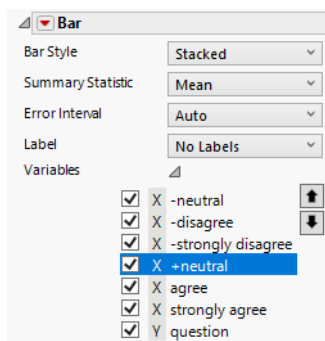 Bar
Bar Style Stacked
Summary Statistic Mean
Error Interval Auto
Label No Labels
Variables
X -neutral
X -disagree
X -strongly disagree
X +neutral
X agree
X strongly agree
Y question